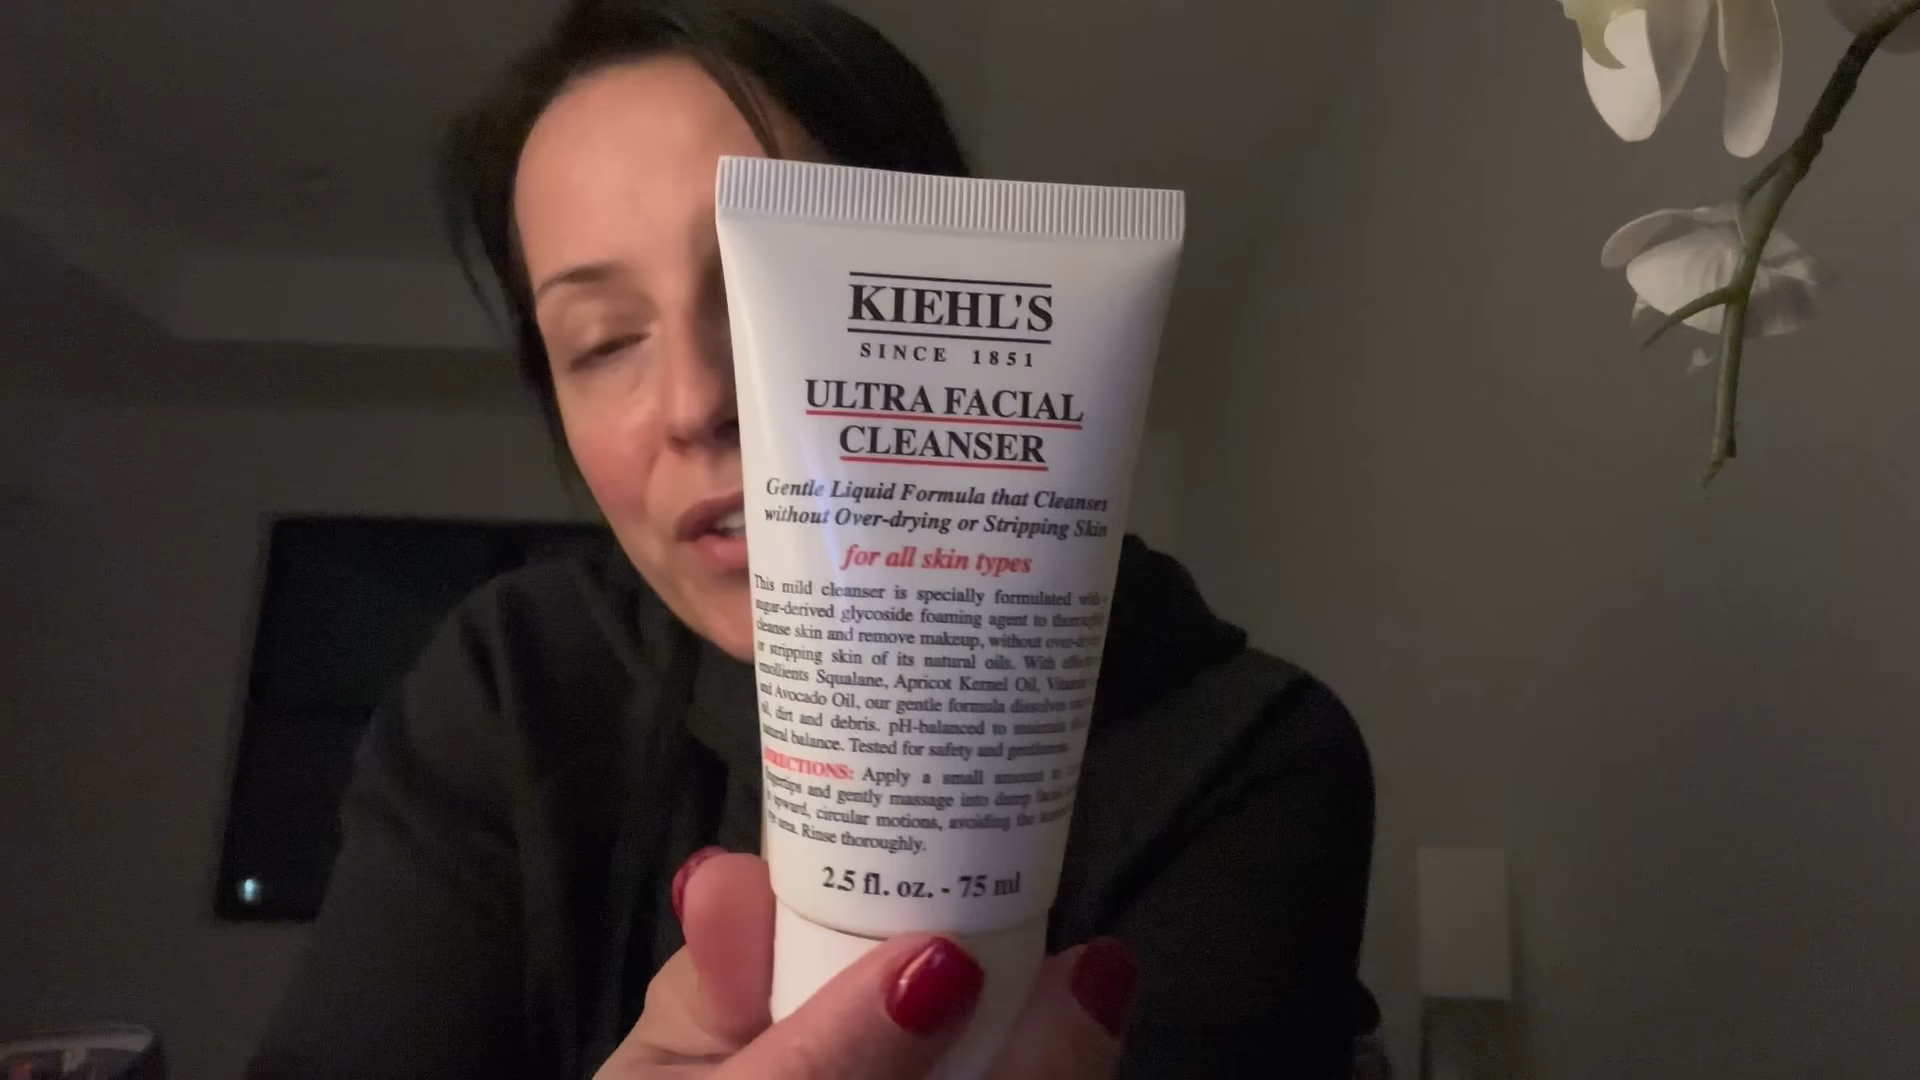 KIEHL'S
SINCE 1851
ULTRA FACIAL
CLEANSER
Gentle Liquid Formula that Cleanses
without Over-drying or Stripping Skin
for all skin types
This mild cleanser is specially formulated with
sugar-derived glycoside foaming agent to thoroughly
cleanse skin and remove makeup, without
or stripping skin of its natural oils. With
emollients Squalane, Apricot Kernel Oil,
and Avocado Oil, our gentle formula dissolves
oil, dirt and debris. pH-balanced to maintain
natural balance. Tested for safety and gentleness.
DIRECTIONS: Apply a small amount to
fingertips and gently massage into damp facial
upward, circular motions, avoiding the
eye area. Rinse thoroughly.
2.5 fl. oz. - 75 ml